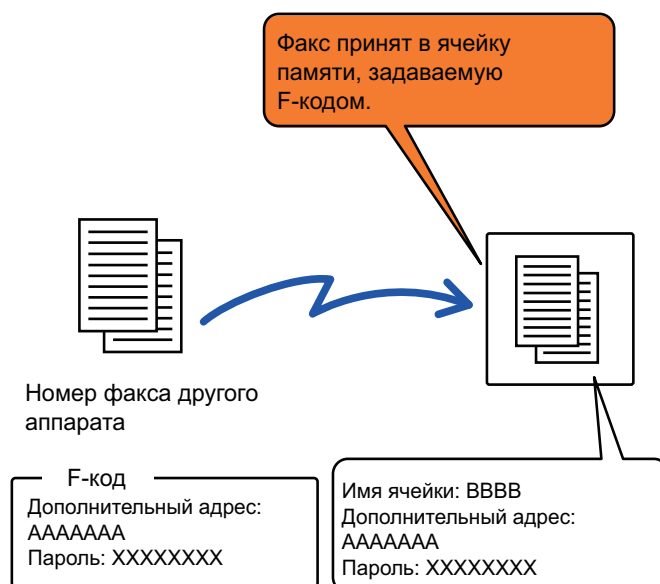 Факс принят в ячейку
памяти, задаваемую
F-кодом.
Номер факса другого
аппарата
F-код
Дополнительный адрес:
AAAAAAA
Пароль: XXXXXXXX
Имя ячейки: BBBB
Дополнительный адрес:
AAAAAAA
Пароль: XXXXXXXX